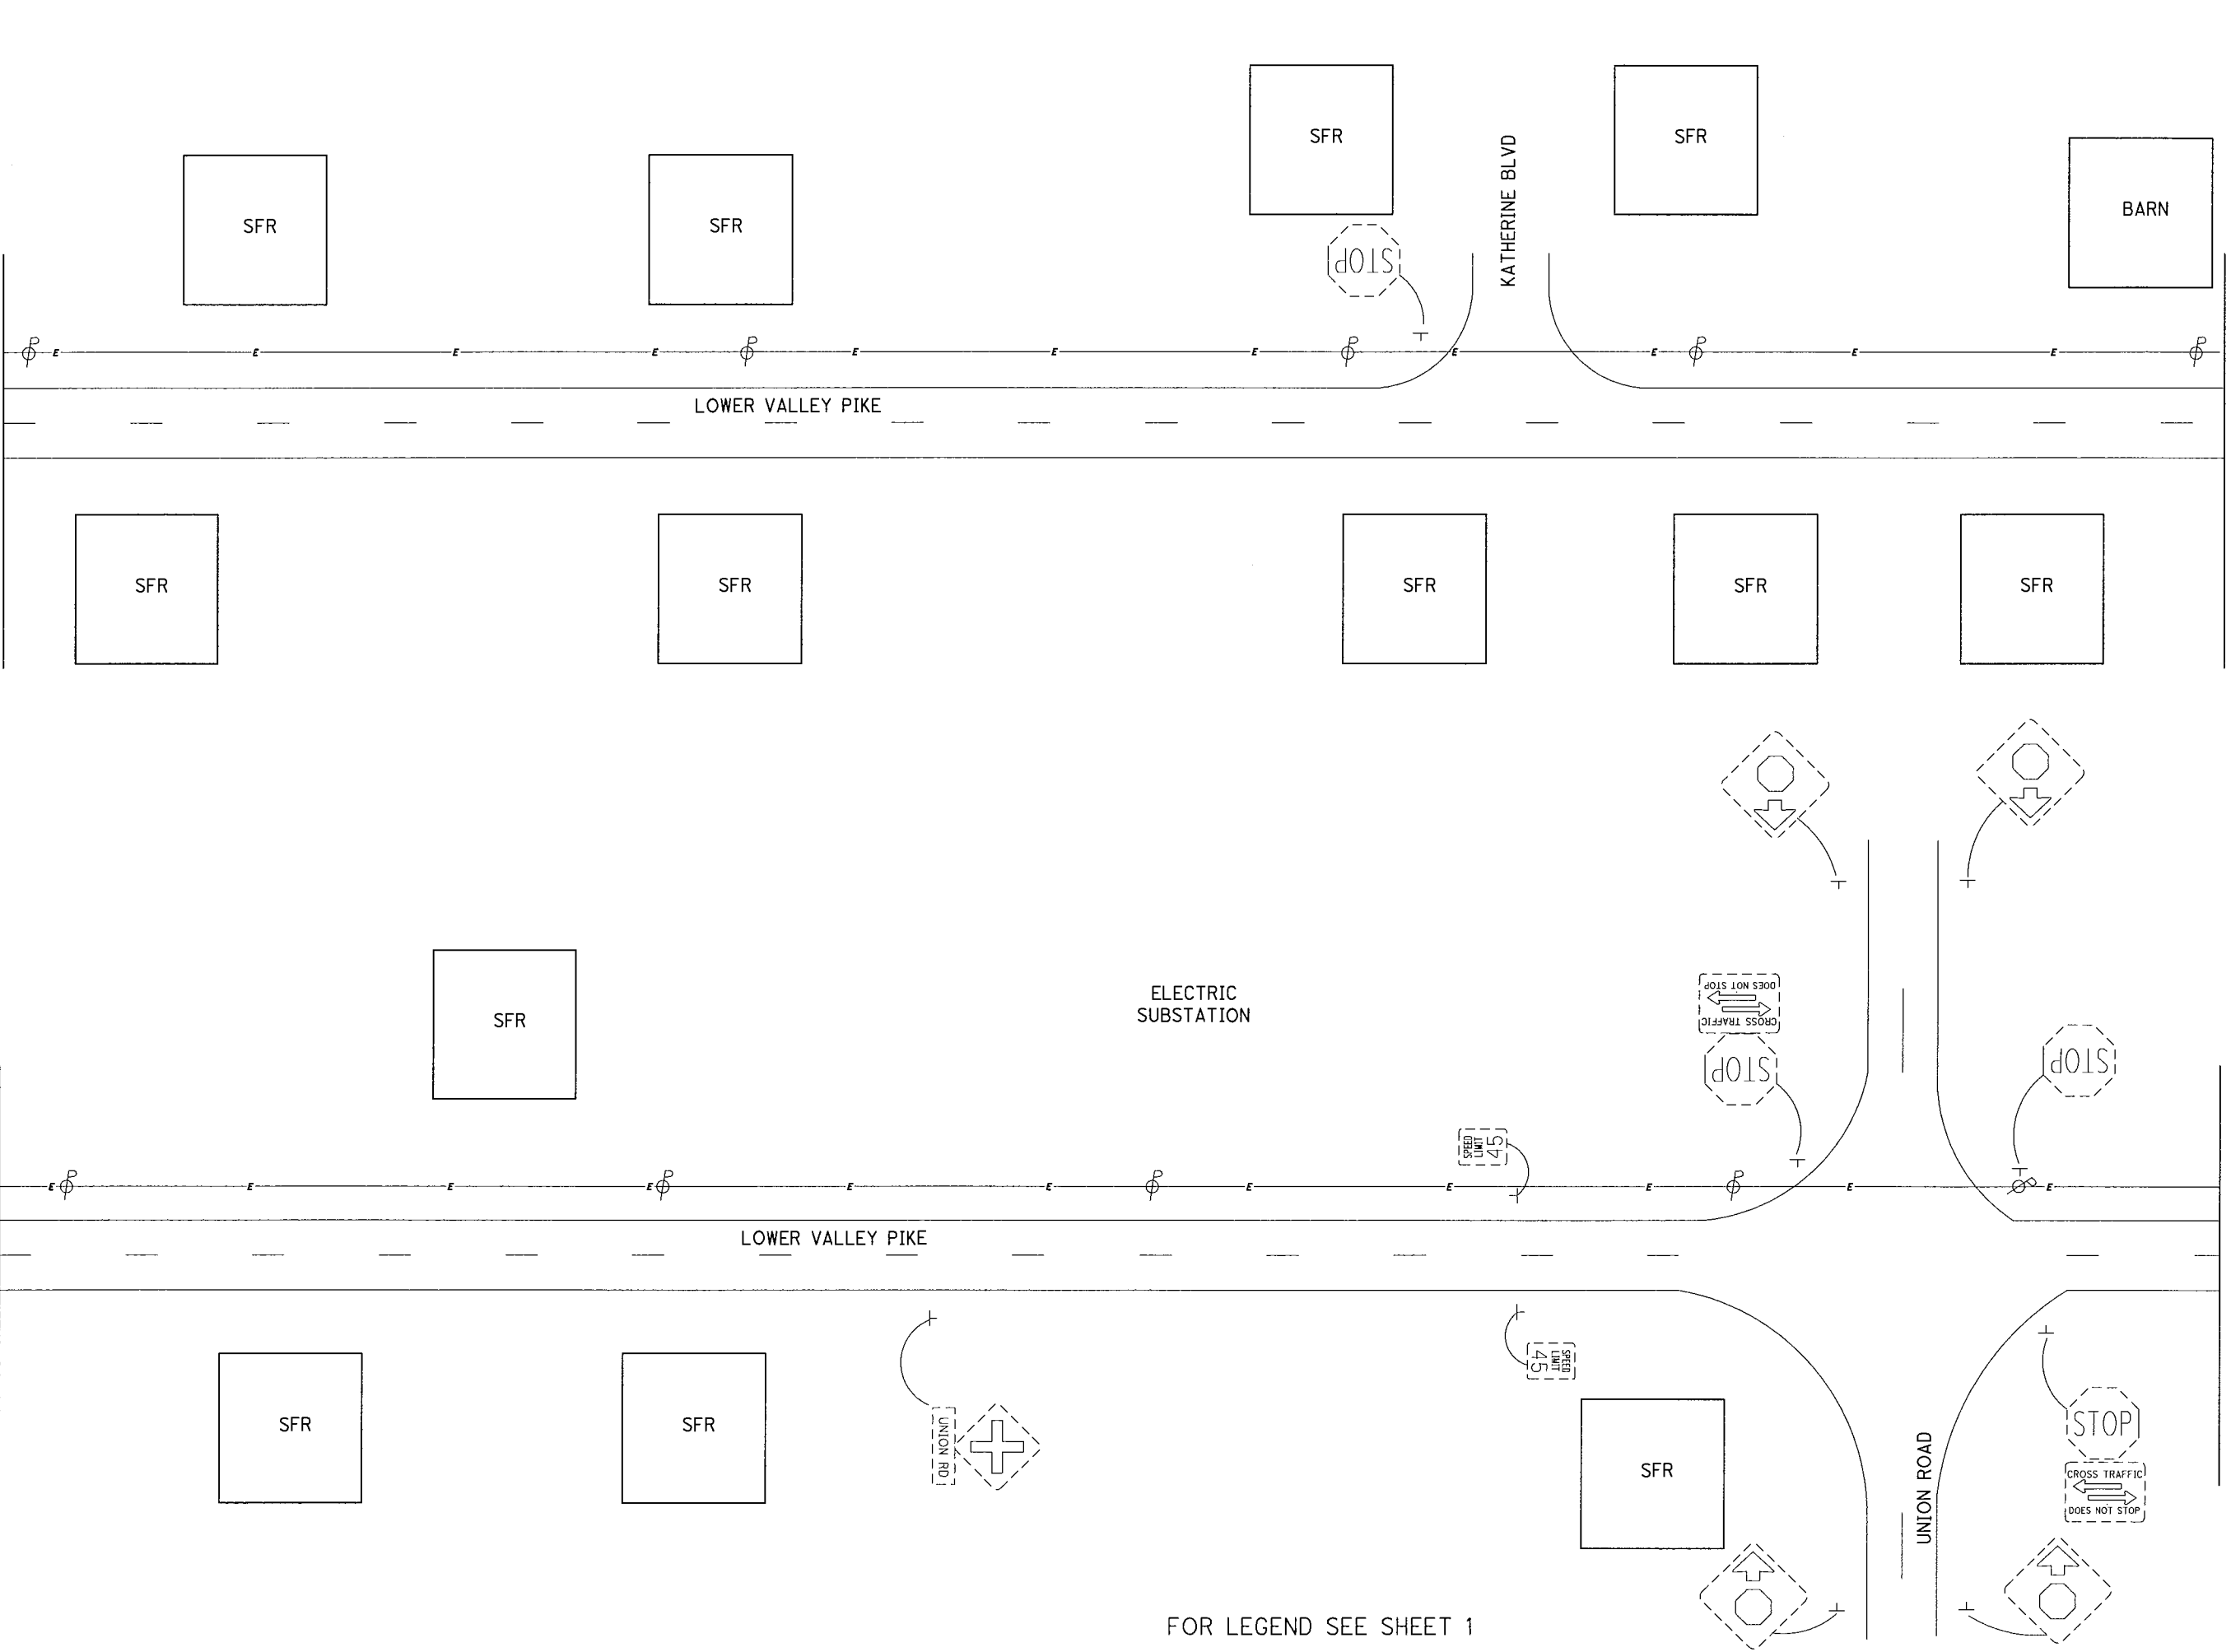 SFR
SFR
KATHERINE BLVD
BARN
SFR
SFR
STOP
P
P
P
P
P
E E E E E E E E E E E
LOWER VALLEY PIKE
SFR
SFR
SFR
SFR
SFR
DOES NOT STOP
CROSS TRAFFIC
STOP
STOP
ELECTRIC
SUBSTATION
SFR
SPEED
LIMIT
45
P
P
P
P
P
E E E E E E E E E E E
LOWER VALLEY PIKE
SPEED
LIMIT
45
SFR
SFR
UNION RD
SFR
UNION ROAD
STOP
CROSS TRAFFIC
DOES NOT STOP
FOR LEGEND SEE SHEET 1